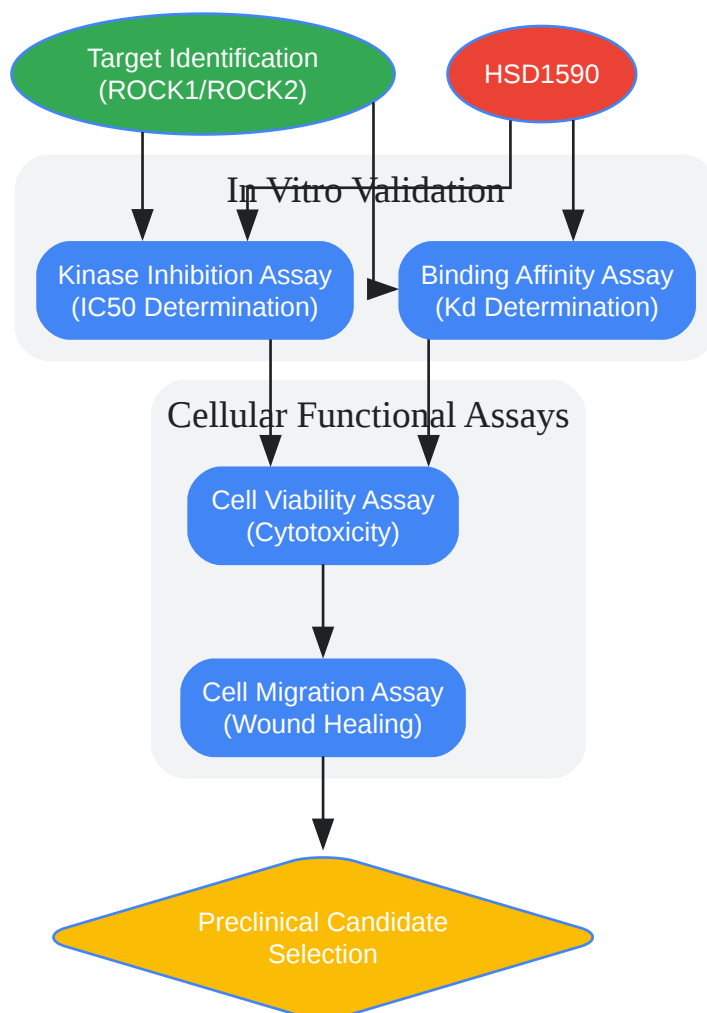 Target Identification
(ROCK1/ROCK2)
HSD1590
In Vitro Validation
Kinase Inhibition Assay
(IC50 Determination)
Binding Affinity Assay
(Kd Determination)
Cellular Functional Assays
Cell Viability Assay
(Cytotoxicity)
Cell Migration Assay
(Wound Healing)
Preclinical Candidate
Selection